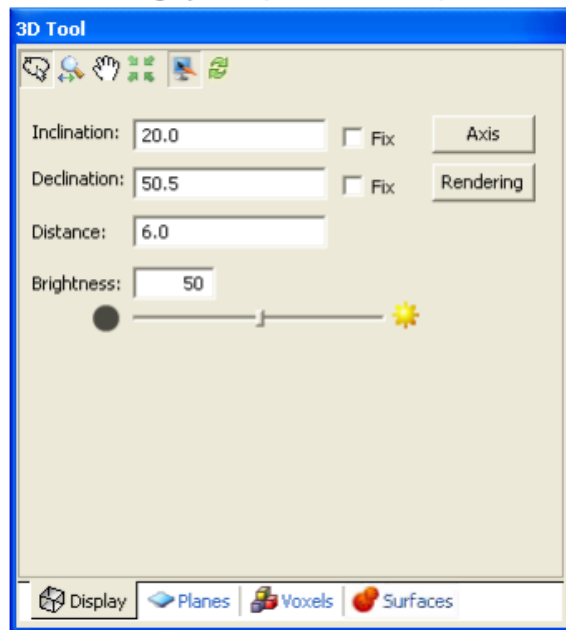 3D Tool
Inclination: 20.0 Fix Axis
Declination: 50.5 Fix Rendering
Distance: 6.0
Brightness: 50
Display Planes Voxels Surfaces